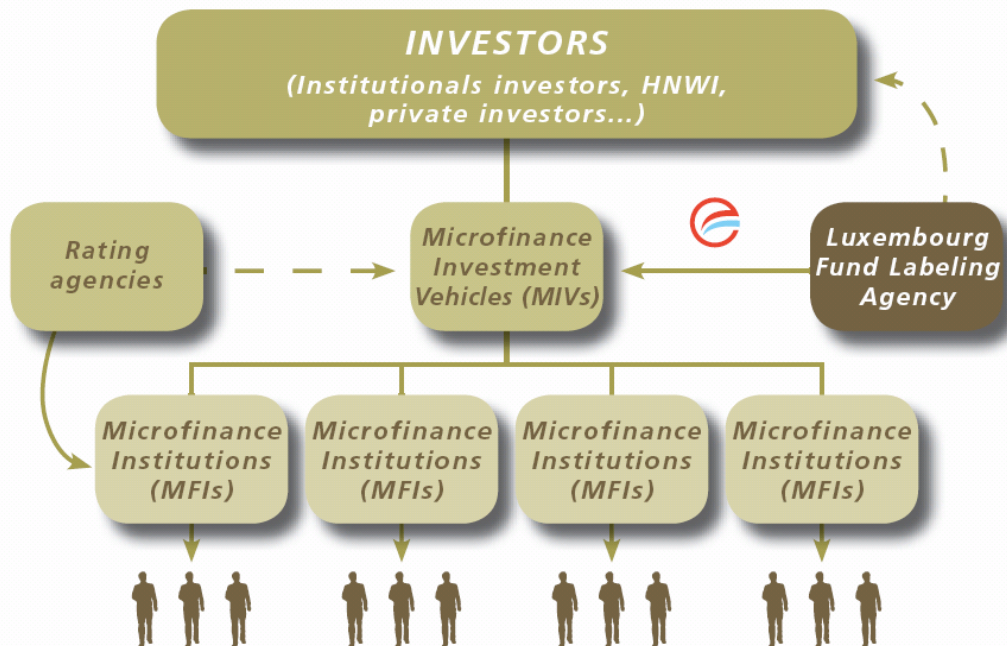 INVESTORS
(Institutionals investors, HNWI,
private investors...)
Rating
agencies
Microfinance
Investment
Vehicles (MIVs)
Luxembourg
Fund Labeling
Agency
Microfinance
Institutions
(MFIs)
Microfinance
Institutions
(MFIs)
Microfinance
Institutions
(MFIs)
Microfinance
Institutions
(MFIs)